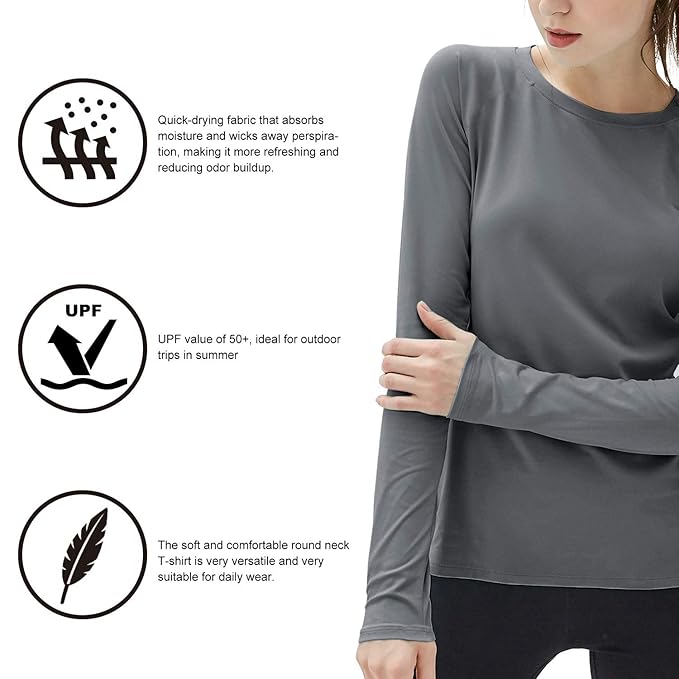 Quick-drying fabric that absorbs
moisture and wicks away perspira-
tion, making it more refreshing and
reducing odor buildup.
UPF
UPF value of 50+, ideal for outdoor
trips in summer
The soft and comfortable round neck
T-shirt is very versatile and very
suitable for daily wear.